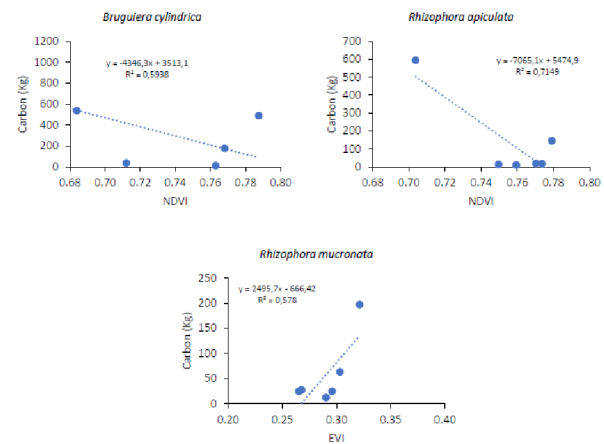 Bruguiera cylindrica
1200
1000
800
600
400
200
0
Carbon (Kg)
y = -4346,3x + 3513,1
R² = 0,5938
0.68 0.70 0.72 0.74 0.76 0.78 0.80
NDVI
Rhizophora apiculata
700
600
500
400
300
200
100
0
Carbon (Kg)
y = -7065,1x + 5474,9
R² = 0,7149
0.68 0.70 0.72 0.74 0.76 0.78 0.80
NDVI
Rhizophora mucronata
250
200
150
100
50
0
Carbon (Kg)
y = 2495,7x - 666,42
R² = 0,578
0.20 0.30 0.30 0.40 0.40
EVI